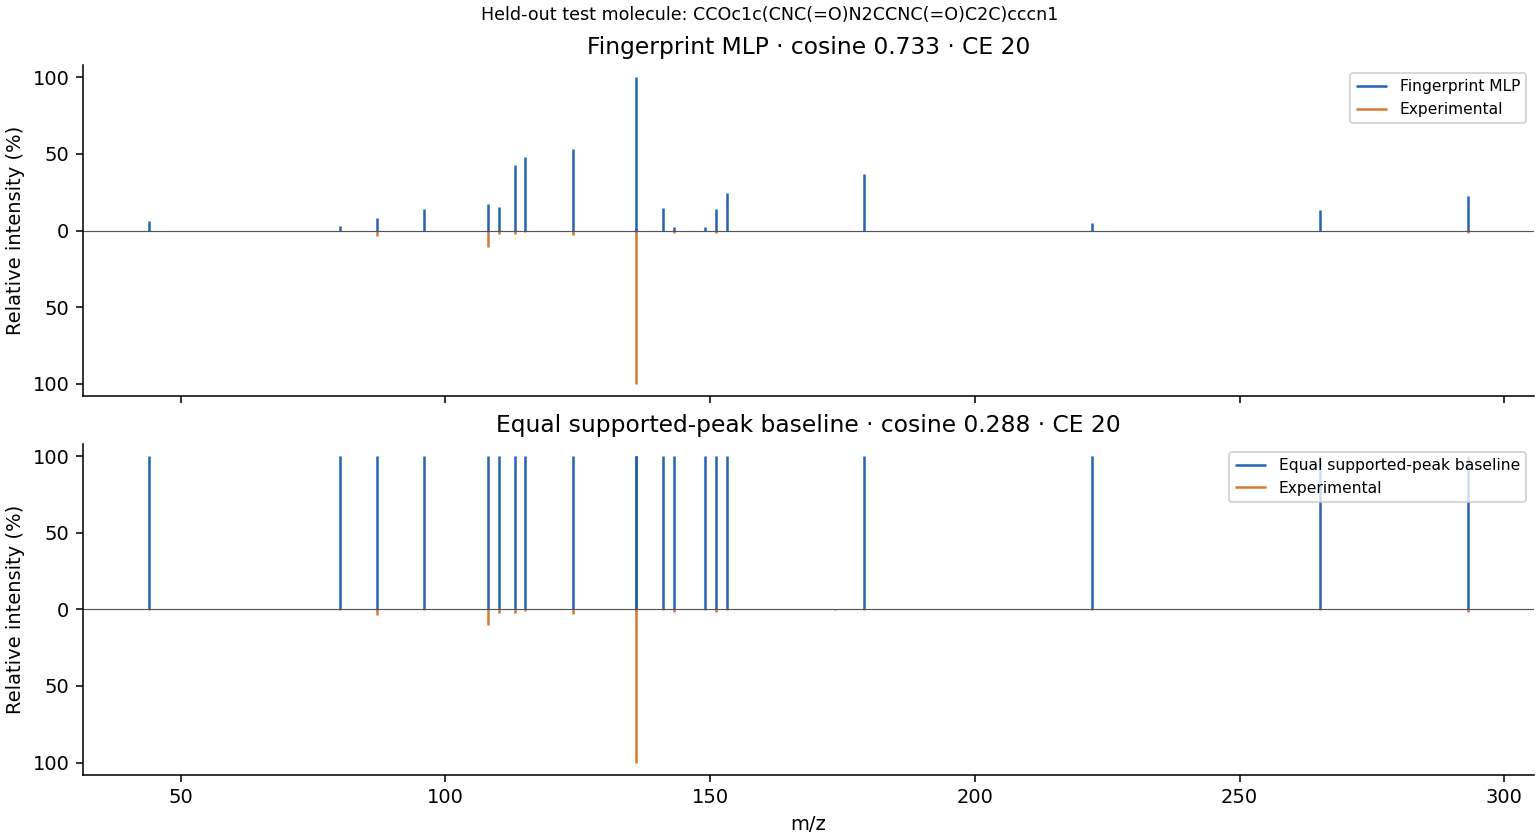 Held-out test molecule: CCOc1c(CNC(=O)N2CCNC(=O)C2C)cccn1
Fingerprint MLP · cosine 0.733 · CE 20
Fingerprint MLP
Experimental
Relative intensity (%)
100
50
0
50
100
Equal supported-peak baseline · cosine 0.288 · CE 20
Equal supported-peak baseline
Experimental
Relative intensity (%)
100
50
0
50
100
50
100
150
200
250
300
m/z